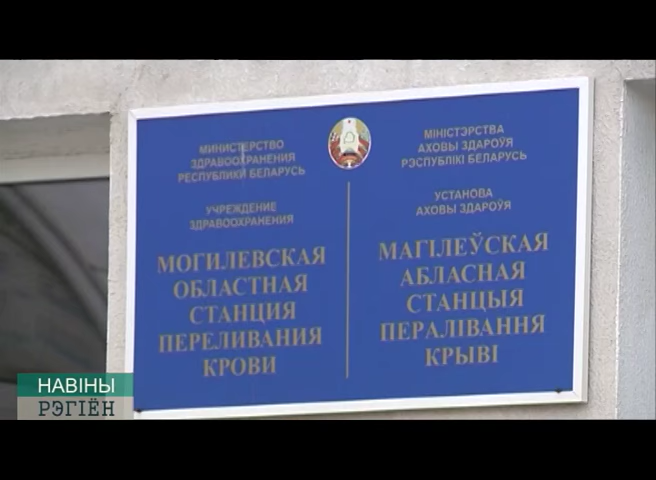 МИНИСТЕРСТВО
ЗДРАВООХРАНЕНИЯ
РЕСПУБЛИКИ БЕЛАРУСЬ
УЧРЕЖДЕНИЕ
ЗДРАВООХРАНЕНИЯ
МОГИЛЕВСКАЯ
ОБЛАСТНАЯ
СТАНЦИЯ
ПЕРЕЛИВАНИЯ
КРОВИ
МІНІСТЭРСТВА
АХОВЫ ЗДАРОЎЯ
РЭСПУБЛІКІ БЕЛАРУСЬ
УСТАНОВА
АХОВЫ ЗДАРОЎЯ
МАГІЛЕЎСКАЯ
АБЛАСНАЯ
СТАНЦЫЯ
ПЕРАЛІВАННЯ
КРЫВІ
НАВІНЫ
РЭГІЁН